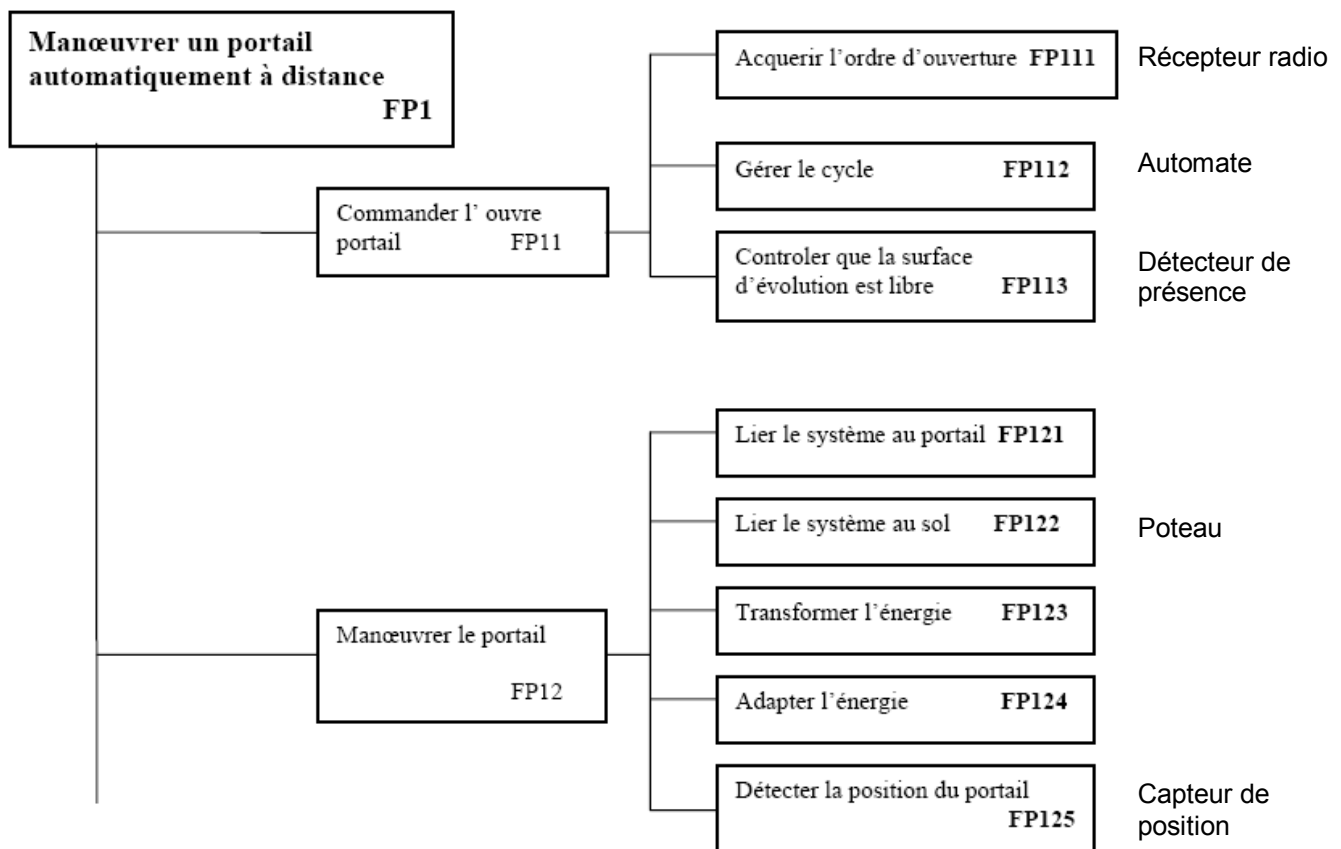 Manœuvrer un portail
automatiquement à distance
FP1
Acquerir l'ordre d'ouverture FP111
Récepteur radio
Gérer le cycle FP112
Automate
Commander l' ouvre
portail FP11
Controler que la surface
d'évolution est libre FP113
Détecteur de
présence
Lier le système au portail FP121
Lier le système au sol FP122
Poteau
Transformer l'énergie FP123
Manœuvrer le portail
FP12
Adapter l'énergie FP124
Détecter la position du portail
FP125
Capteur de
position